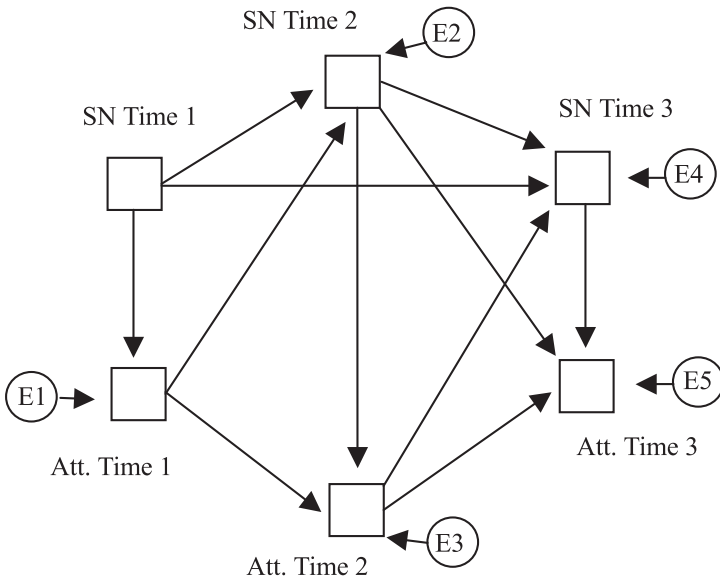 SN Time 2
E2
SN Time 1
SN Time 3
E4
E1
E5
Att. Time 1
Att. Time 3
E3
Att. Time 2